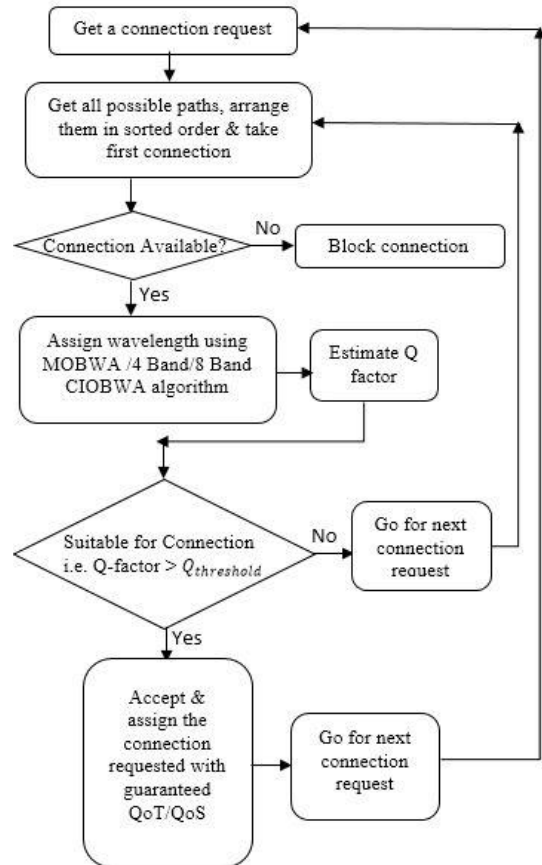 Get a connection request
Get all possible paths, arrange
them in sorted order & take
first connection
Connection Available?
No
Block connection
Yes
Assign wavelength using
MOBWA /4 Band/8 Band
CIOBWA algorithm
Estimate Q
factor
Suitable for Connection
i.e. Q-factor > Q_threshold
No
Go for next
connection
request
Yes
Accept &
assign the
connection
requested with
guaranteed
QoT/QoS
Go for next
connection
request